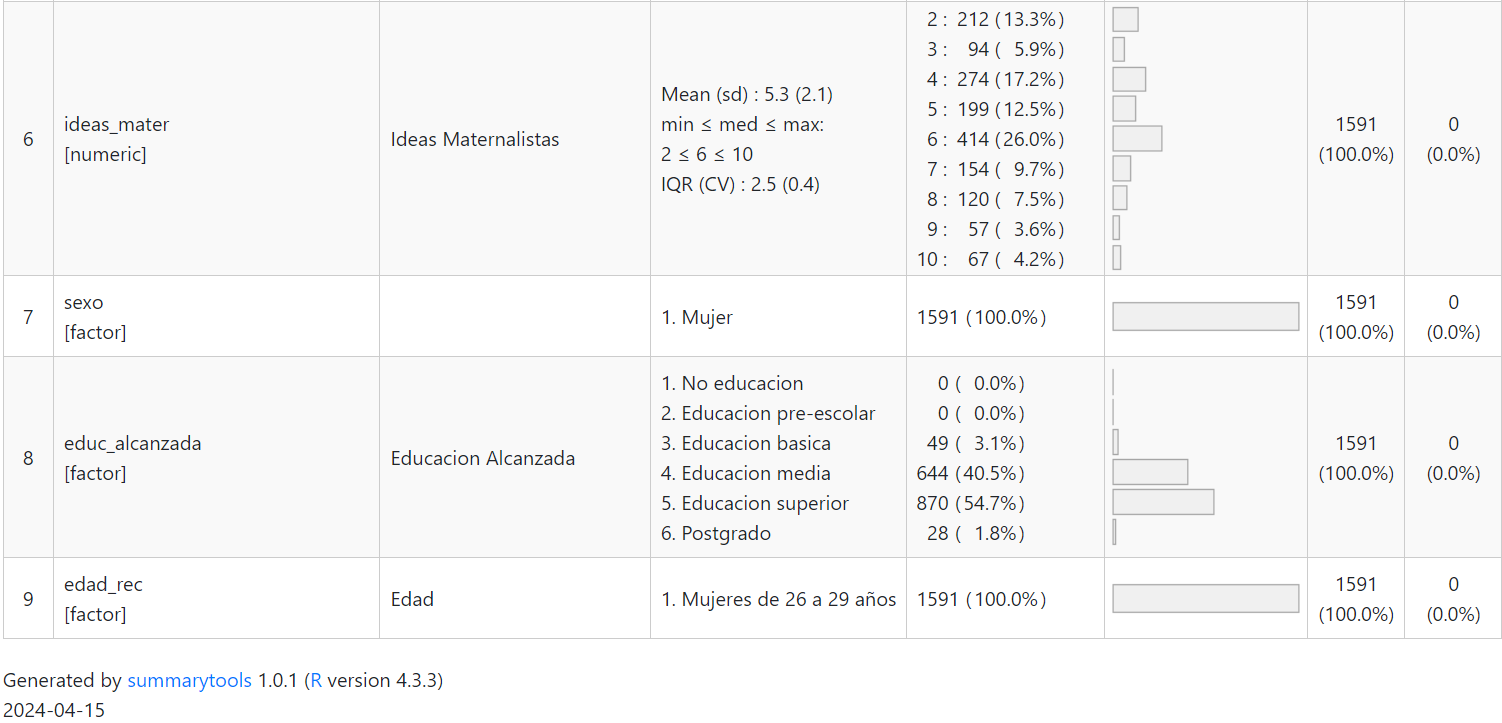 6
ideas_mater
[numeric]
Ideas Maternalistas
Mean (sd) : 5.3 (2.1)
min ≤ med ≤ max:
2 ≤ 6 ≤ 10
IQR (CV) : 2.5 (0.4)
2 : 212 (13.3%)
3 : 94 ( 5.9%)
4 : 274 (17.2%)
5 : 199 (12.5%)
6 : 414 (26.0%)
7 : 154 ( 9.7%)
8 : 120 ( 7.5%)
9 : 57 ( 3.6%)
10 : 67 ( 4.2%)
1591
(100.0%)
0
(0.0%)
7
sexo
[factor]
1. Mujer
1591 (100.0%)
1591
(100.0%)
0
(0.0%)
8
educ_alcanzada
[factor]
Educacion Alcanzada
1. No educacion
2. Educacion pre-escolar
3. Educacion basica
4. Educacion media
5. Educacion superior
6. Postgrado
0 ( 0.0%)
0 ( 0.0%)
49 ( 3.1%)
644 (40.5%)
870 (54.7%)
28 ( 1.8%)
1591
(100.0%)
0
(0.0%)
9
edad_rec
[factor]
Edad
1. Mujeres de 26 a 29 años
1591 (100.0%)
1591
(100.0%)
0
(0.0%)
Generated by summarytools 1.0.1 (R version 4.3.3)
2024-04-15